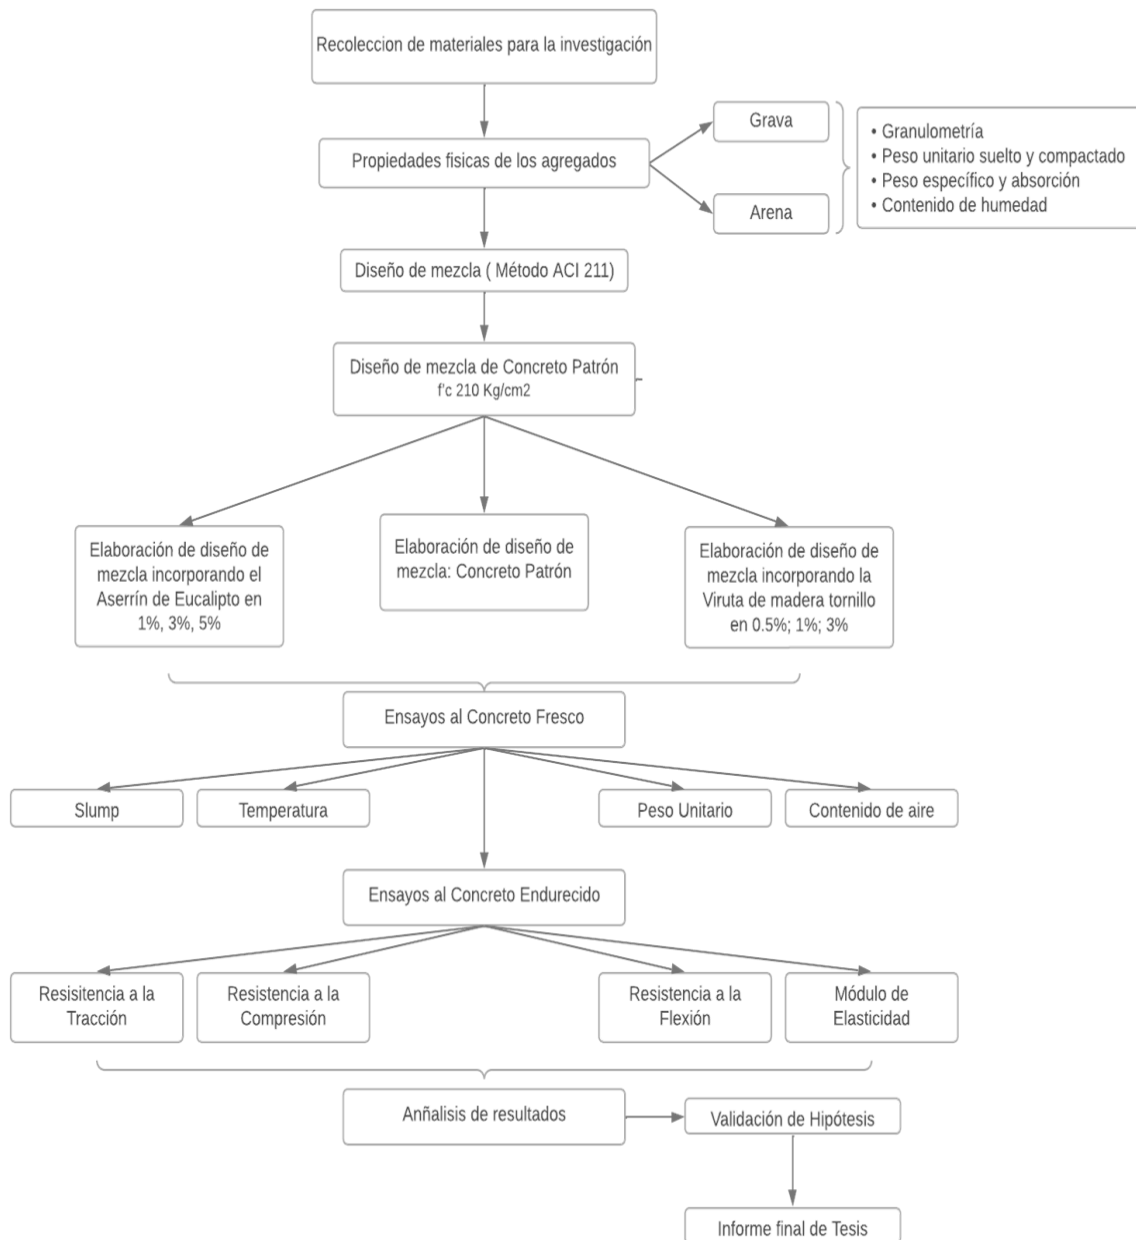 Recoleccion de materiales para la investigación
Propiedades fisicas de los agregados
Grava
Arena
• Granulometría
• Peso unitario suelto y compactado
• Peso específico y absorción
• Contenido de humedad
Diseño de mezcla ( Método ACI 211)
Diseño de mezcla de Concreto Patrón
f'c 210 Kg/cm2
Elaboración de diseño de
mezcla incorporando el
Aserrín de Eucalipto en
1%, 3%, 5%
Elaboración de diseño de
mezcla: Concreto Patrón
Elaboración de diseño de
mezcla incorporando la
Viruta de madera tornillo
en 0.5%; 1%; 3%
Ensayos al Concreto Fresco
Slump
Temperatura
Peso Unitario
Contenido de aire
Ensayos al Concreto Endurecido
Resisitencia a la
Tracción
Resistencia a la
Compresión
Resistencia a la
Flexión
Módulo de
Elasticidad
Anñalisis de resultados
Validación de Hipótesis
Informe final de Tesis